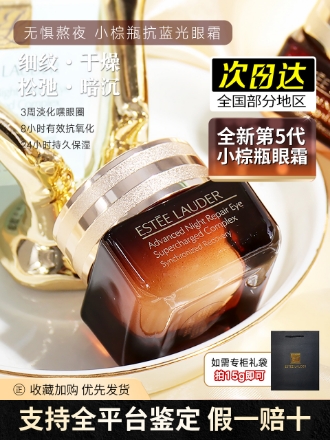 无惧熬夜 小棕瓶抗蓝光眼霜
细纹·干燥
松弛·暗沉
3周淡化嘿眼圈
8小时有效抗氧化
24小时持久保湿
次日达
全国部分地区
全新第5代
小棕瓶眼霜
ESTĒE LAUDER
Advanced Night Repair Eye
Supercharged Complex
Synchronized Recovery
如需专柜礼袋
拍15g即可
ESTĒE LAUDER
正 收藏加购 优先发货
支持全平台鉴定 假一赔十